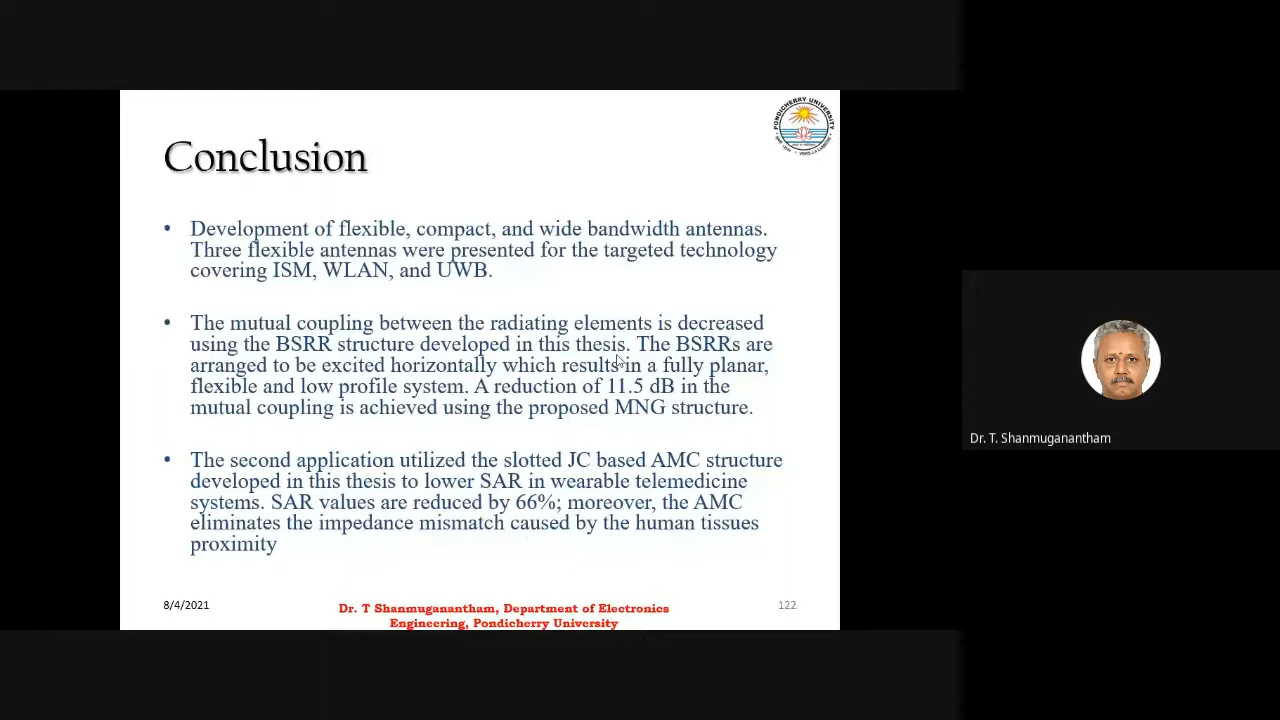 PONDICHERRY UNIVERSITY
Conclusion
• Development of flexible, compact, and wide bandwidth antennas.
Three flexible antennas were presented for the targeted technology
covering ISM, WLAN, and UWB.
• The mutual coupling between the radiating elements is decreased
using the BSRR structure developed in this thesis. The BSRRs are
arranged to be excited horizontally which results in a fully planar,
flexible and low profile system. A reduction of 11.5 dB in the
mutual coupling is achieved using the proposed MNG structure.
• The second application utilized the slotted JC based AMC structure
developed in this thesis to lower SAR in wearable telemedicine
systems. SAR values are reduced by 66%; moreover, the AMC
eliminates the impedance mismatch caused by the human tissues
proximity
8/4/2021
Dr. T Shanmuganantham, Department of Electronics
Engineering, Pondicherry University
122
Dr. T. Shanmuganantham